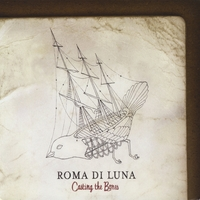 ROMA DI LUNA
Casting the Bones